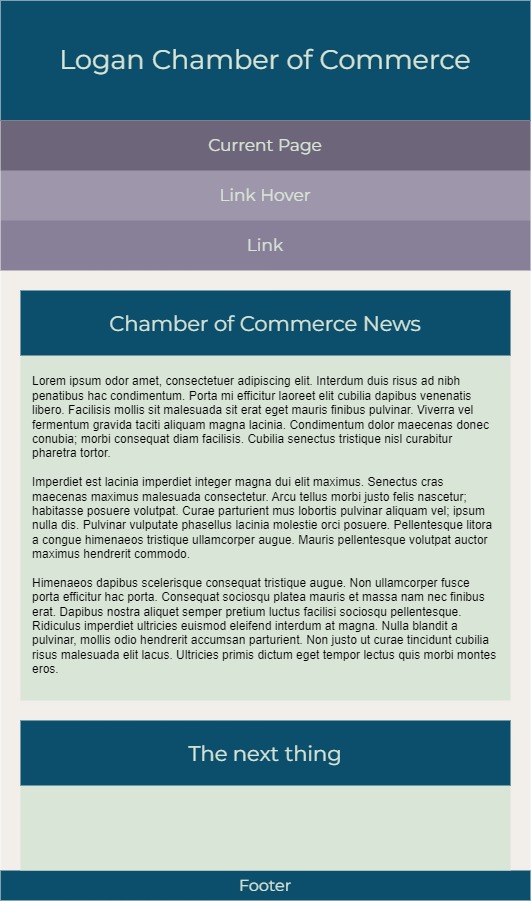 Logan Chamber of Commerce
Current Page
Link Hover
Link
Chamber of Commerce News
Lorem ipsum odor amet, consectetuer adipiscing elit. Interdum duis risus ad nibh
penatibus hac condimentum. Porta mi efficitur laoreet elit cubilia dapibus venenatis
libero. Facilisis mollis sit malesuada sit erat eget mauris finibus pulvinar. Viverra vel
fermentum gravida taciti aliquam magna lacinia. Condimentum dolor maecenas donec
conubia; morbi consequat diam facilisis. Cubilia senectus tristique nisl curabitur
pharetra tortor.
Imperdiet est lacinia imperdiet integer magna dui elit maximus. Senectus cras
maecenas maximus malesuada consectetur. Arcu tellus morbi justo felis nascetur;
habitasse posuere volutpat. Curae parturient mus lobortis pulvinar aliquam vel; ipsum
nulla dis. Pulvinar vulputate phasellus lacinia molestie orci posuere. Pellentesque litora
a congue himenaeos tristique ullamcorper augue. Mauris pellentesque volutpat auctor
maximus hendrerit commodo.
Himenaeos dapibus scelerisque consequat tristique augue. Non ullamcorper fusce
porta efficitur hac porta. Consequat sociosqu platea mauris et massa nam nec finibus
erat. Dapibus nostra aliquet semper pretium luctus facilisi sociosqu pellentesque.
Ridiculus imperdiet ultricies euismod eleifend interdum at magna. Nulla blandit a
pulvinar, mollis odio hendrerit accumsan parturient. Non justo ut curae tincidunt cubilia
risus malesuada elit lacus. Ultricies primis dictum eget tempor lectus quis morbi montes
eros.
The next thing
Footer